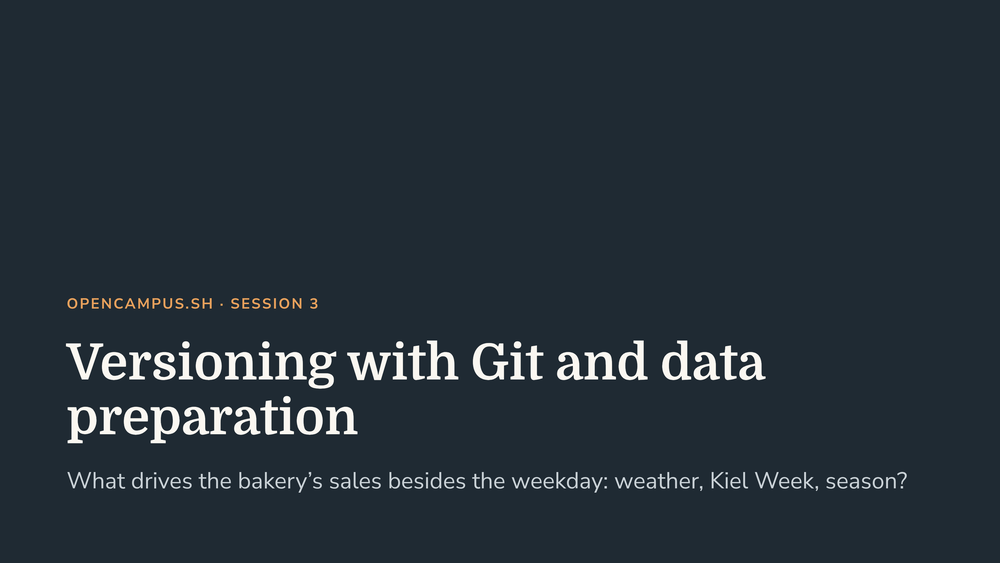 OPENCAMPUS.SH · SESSION 3
Versioning with Git and data
preparation
What drives the bakery’s sales besides the weekday: weather, Kiel Week, season?